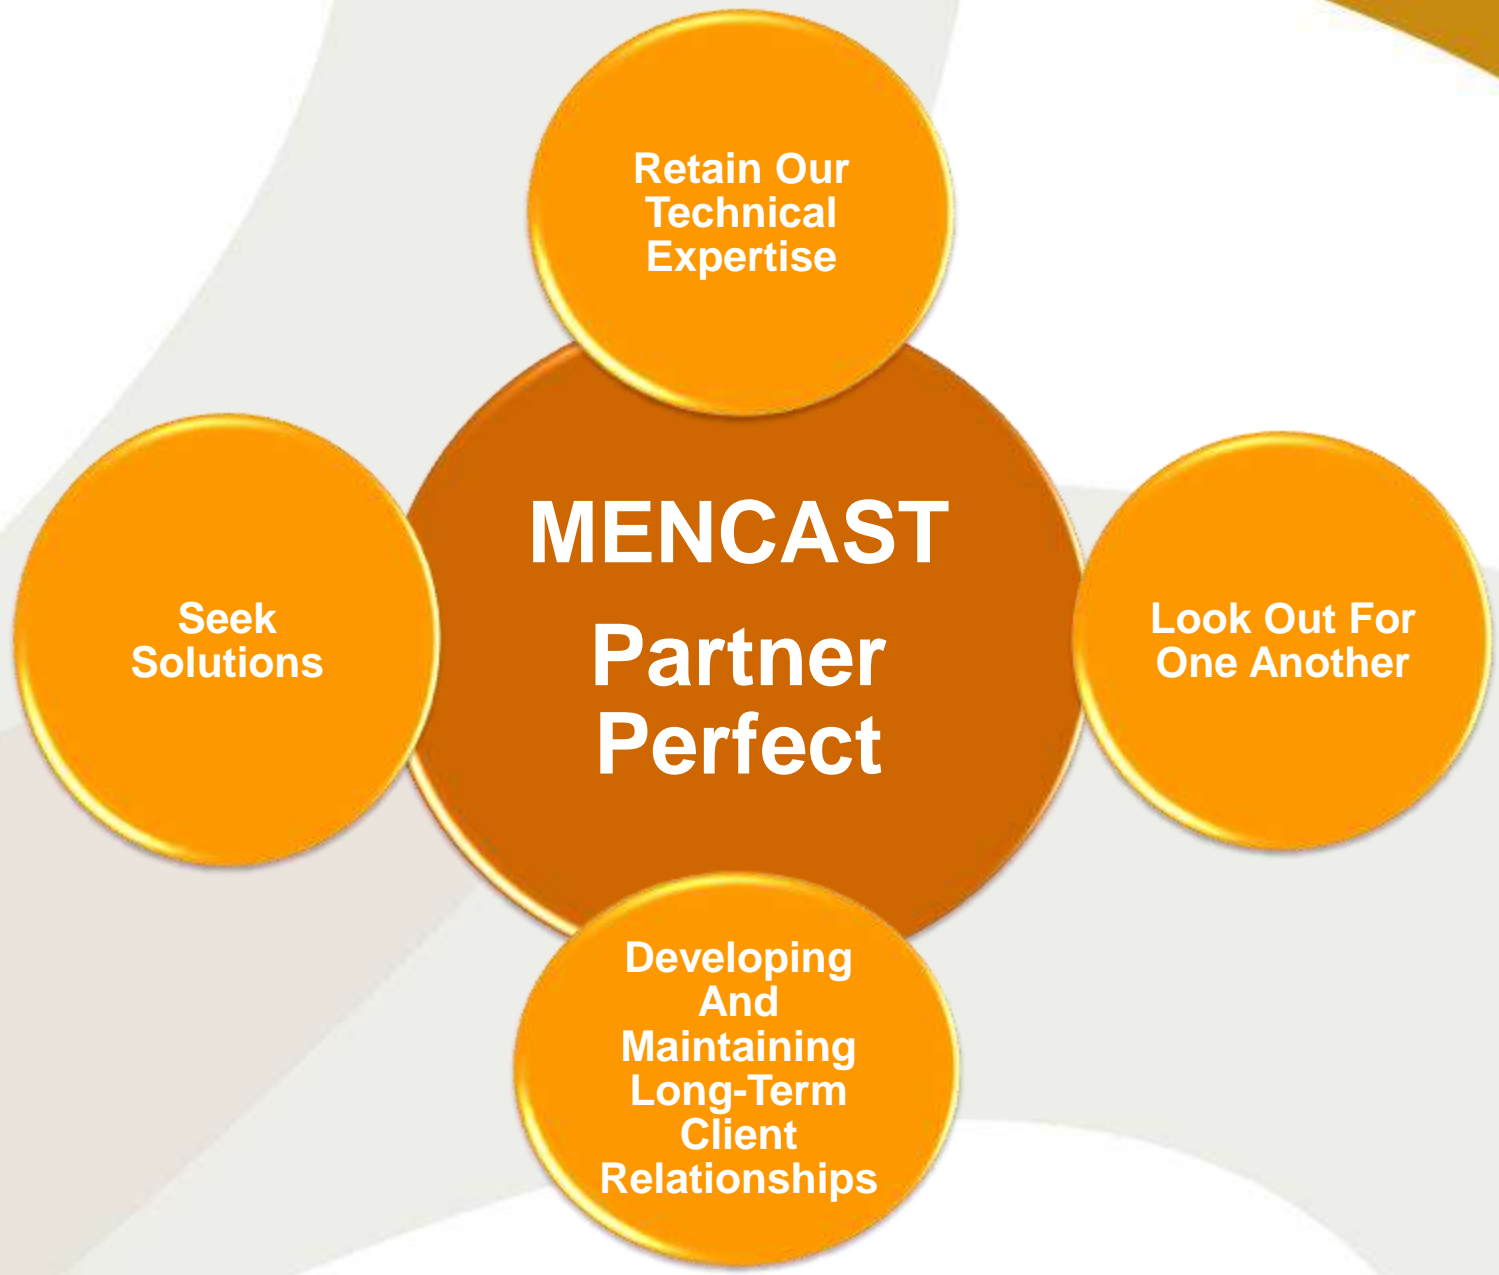 Retain Our
Technical
Expertise
MENCAST
Partner
Perfect
Seek
Solutions
Look Out For
One Another
Developing
And
Maintaining
Long-Term
Client
Relationships